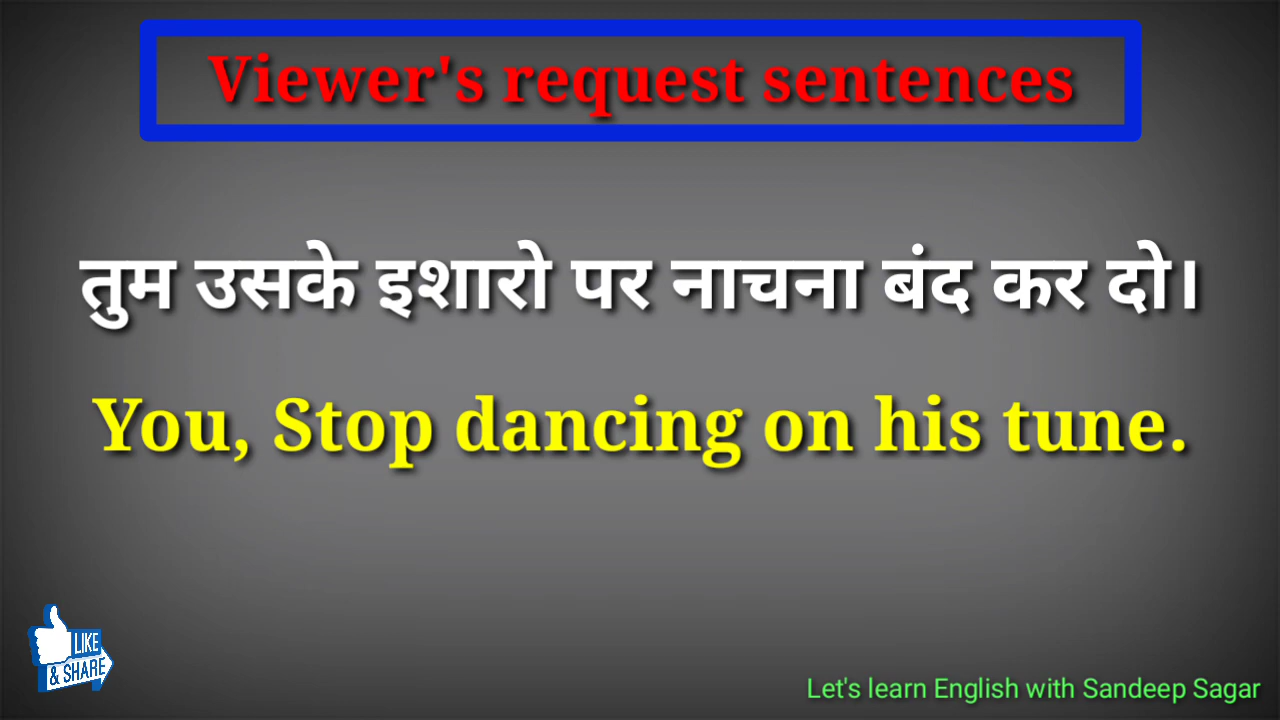 Viewer's request sentences
तुम उसके इशारो पर नाचना बंद कर दो।
You, Stop dancing on his tune.
LIKE
& SHARE
Let's learn English with Sandeep Sagar